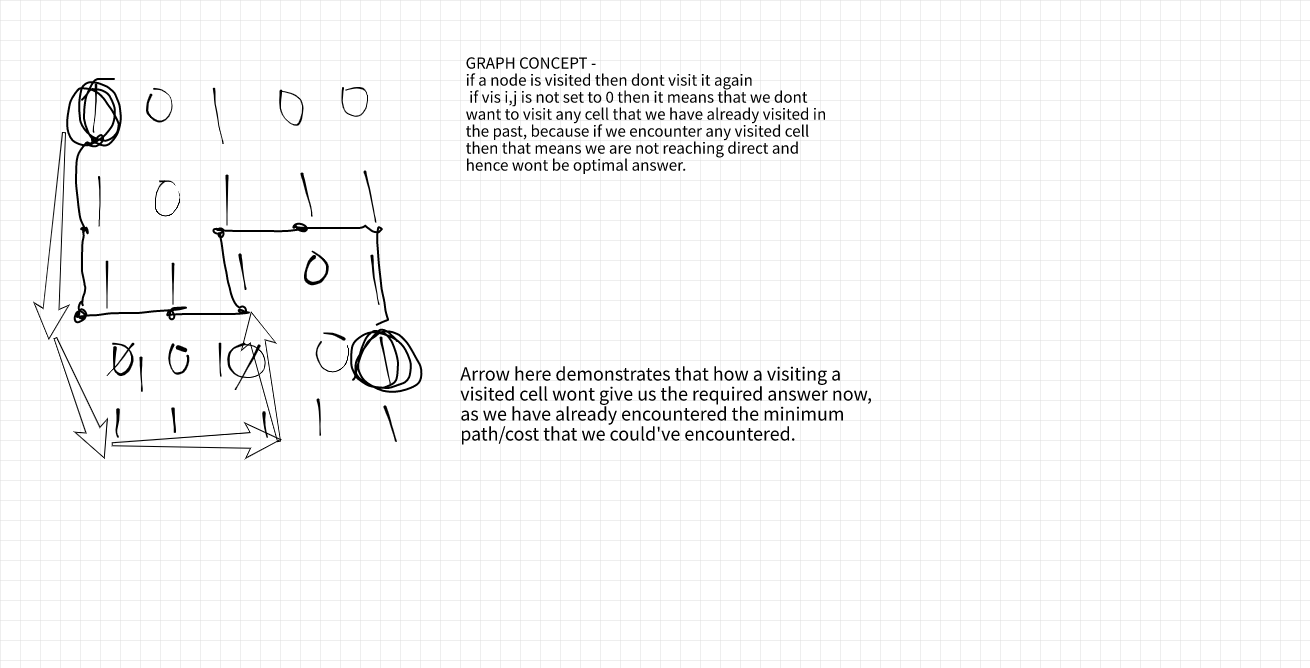 1 0 1 0 0
1 0 1 1 1
1 1 1 0 1
0 1 0 1 0 0 1
1 1 1 1 1
GRAPH CONCEPT -
if a node is visited then dont visit it again
if vis i,j is not set to 0 then it means that we dont
want to visit any cell that we have already visited in
the past, because if we encounter any visited cell
then that means we are not reaching direct and
hence wont be optimal answer.
Arrow here demonstrates that how a visiting a
visited cell wont give us the required answer now,
as we have already encountered the minimum
path/cost that we could've encountered.